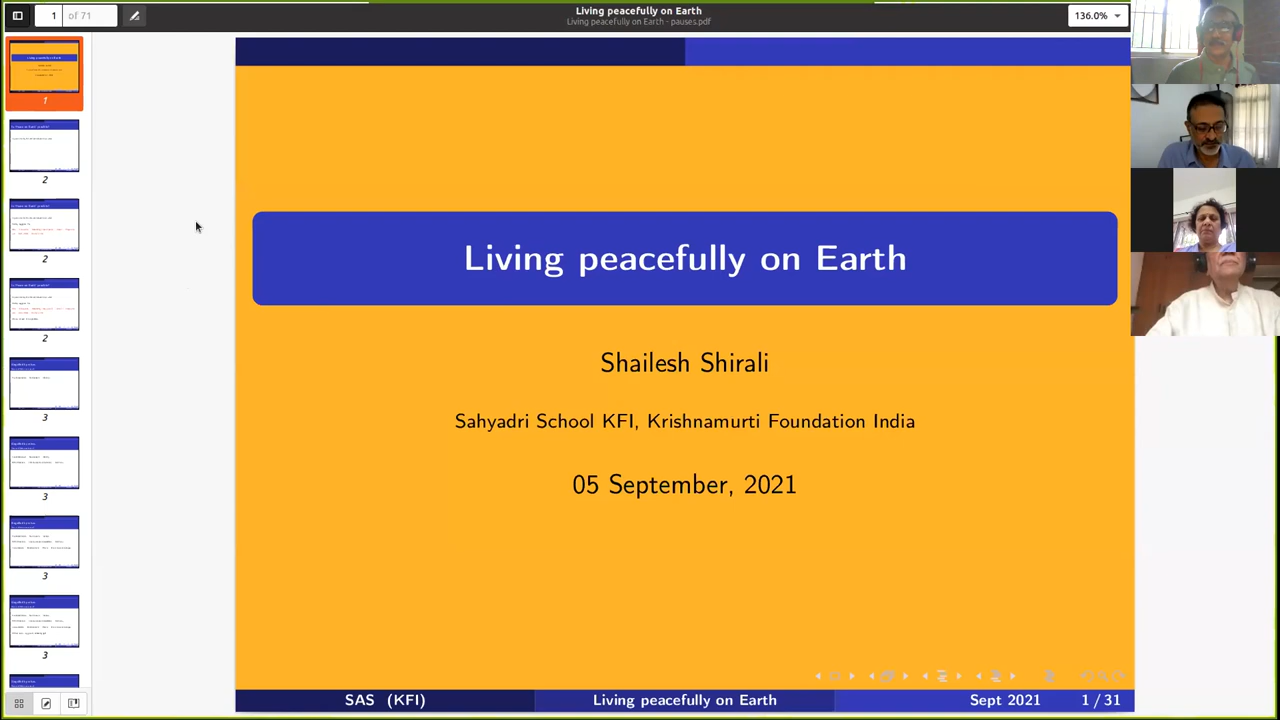 1 of 71
Living peacefully on Earth
Living peacefully on Earth - pauses.pdf
136.0%
1
2
2
2
3
3
3
3
Living peacefully on Earth
Shailesh Shirali
Sahyadri School KFI, Krishnamurti Foundation India
05 September, 2021
SAS (KFI)
Living peacefully on Earth
Sept 2021
1 / 31